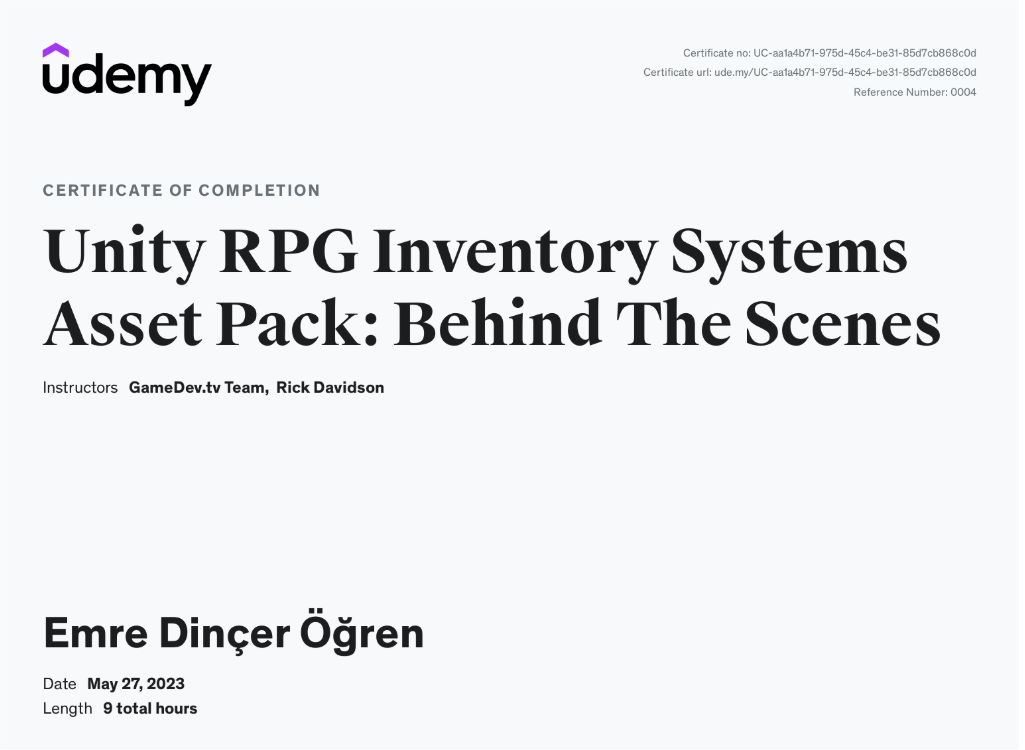 udemy
Certificate no: UC-aa1a4b71-975d-45c4-be31-85d7cb868c0d
Certificate url: ude.my/UC-aa1a4b71-975d-45c4-be31-85d7cb868c0d
Reference Number: 0004
CERTIFICATE OF COMPLETION
Unity RPG Inventory Systems
Asset Pack: Behind The Scenes
Instructors GameDev.tv Team, Rick Davidson
Emre Dinçer Öğren
Date May 27, 2023
Length 9 total hours